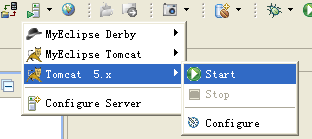 MyEclipse Derby
MyEclipse Tomcat
Tomcat 5.x
Start
Stop
Configure Server
Configure